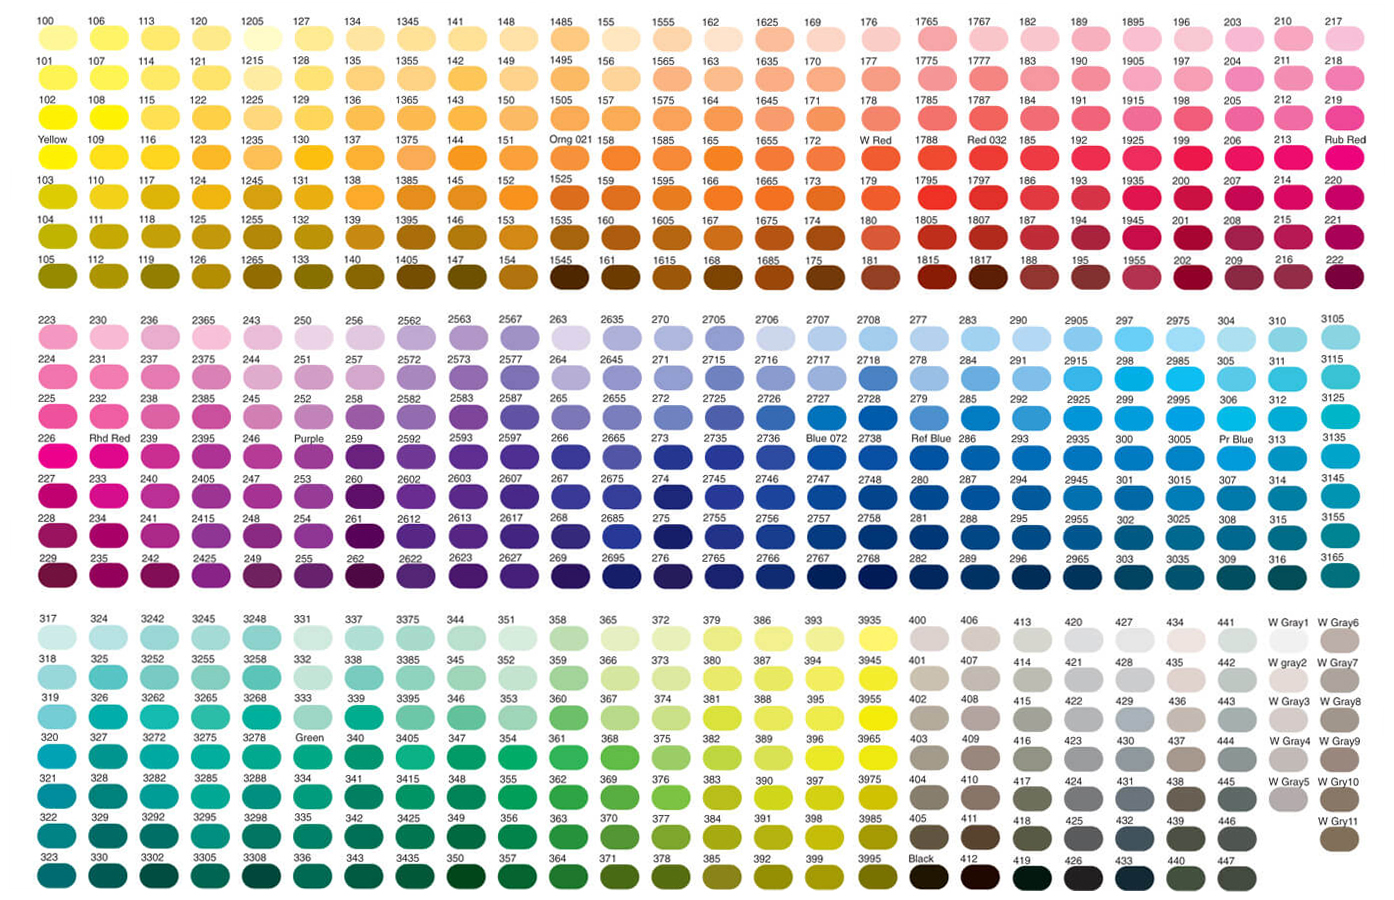 100 106 113 120 1205 127 134 1345 141 148 1485 155 1555 162 1625 169 176 1765 1767 182 189 1895 196 203 210 217
101 107 114 121 1215 128 135 1355 142 149 1495 156 1565 163 1635 170 177 1775 1777 183 190 1905 197 204 211 218
102 108 115 122 1225 129 136 1365 143 150 1505 157 1575 164 1645 171 178 1785 1787 184 191 1915 198 205 212 219
Yellow 109 116 123 1235 130 137 1375 144 151 Orng 021 158 1585 165 1655 172 W Red 1788 Red 032 185 192 1925 199 206 213 Rub Red
103 110 117 124 1245 131 138 1385 145 152 1525 159 1595 166 1665 173 179 1795 1797 186 193 1935 200 207 214 220
104 111 118 125 1255 132 139 1395 146 153 1535 160 1605 167 1675 174 180 1805 1807 187 194 1945 201 208 215 221
105 112 119 126 1265 133 140 1405 147 154 1545 161 1615 168 1685 175 181 1815 1817 188 195 1955 202 209 216 222
223 230 236 2365 243 250 256 2562 2563 2567 263 2635 270 2705 2706 2707 2708 277 283 290 2905 297 2975 304 310 3105
224 231 237 2375 244 251 257 2572 2573 2577 264 2645 271 2715 2716 2717 2718 278 284 291 2915 298 2985 305 311 3115
225 232 238 2385 245 252 258 2582 2583 2587 265 2655 272 2725 2726 2727 2728 279 285 292 2925 299 2995 306 312 3125
226 Rhd Red 239 2395 246 Purple 259 2592 2593 2597 266 2665 273 2735 2736 Blue 072 2738 Ref Blue 286 293 2935 300 3005 Pr Blue 313 3135
227 233 240 2405 247 253 260 2602 2603 2607 267 2675 274 2745 2746 2747 2748 280 287 294 2945 301 3015 307 314 3145
228 234 241 2415 248 254 261 2612 2613 2617 268 2685 275 2755 2756 2757 2758 281 288 295 2955 302 3025 308 315 3155
229 235 242 2425 249 255 262 2622 2623 2627 269 2695 276 2765 2766 2767 2768 282 289 296 2965 303 3035 309 316 3165
317 324 3242 3245 3248 331 337 3375 344 351 358 365 372 379 386 393 3935 400 406 413 420 427 434 441 W Gray1 W Gray6
318 325 3252 3255 3258 332 338 3385 345 352 359 366 373 380 387 394 3945 401 407 414 421 428 435 442 W gray2 W Gray7
319 326 3262 3265 3268 333 339 3395 346 353 360 367 374 381 388 395 3955 402 408 415 422 429 436 443 W Gray3 W Gray8
320 327 3272 3275 3278 Green 340 3405 347 354 361 368 375 382 389 396 3965 403 409 416 423 430 437 444 W Gray4 W Gray9
321 328 3282 3285 3288 334 341 3415 348 355 362 369 376 383 390 397 3975 404 410 417 424 431 438 445 W Gray5 W Gry10
322 329 3292 3295 3298 335 342 3425 349 356 363 370 377 384 391 398 3985 405 411 418 425 432 439 446 W Gry11
323 330 3302 3305 3308 336 343 3435 350 357 364 371 378 385 392 399 3995 Black 412 419 426 433 440 447